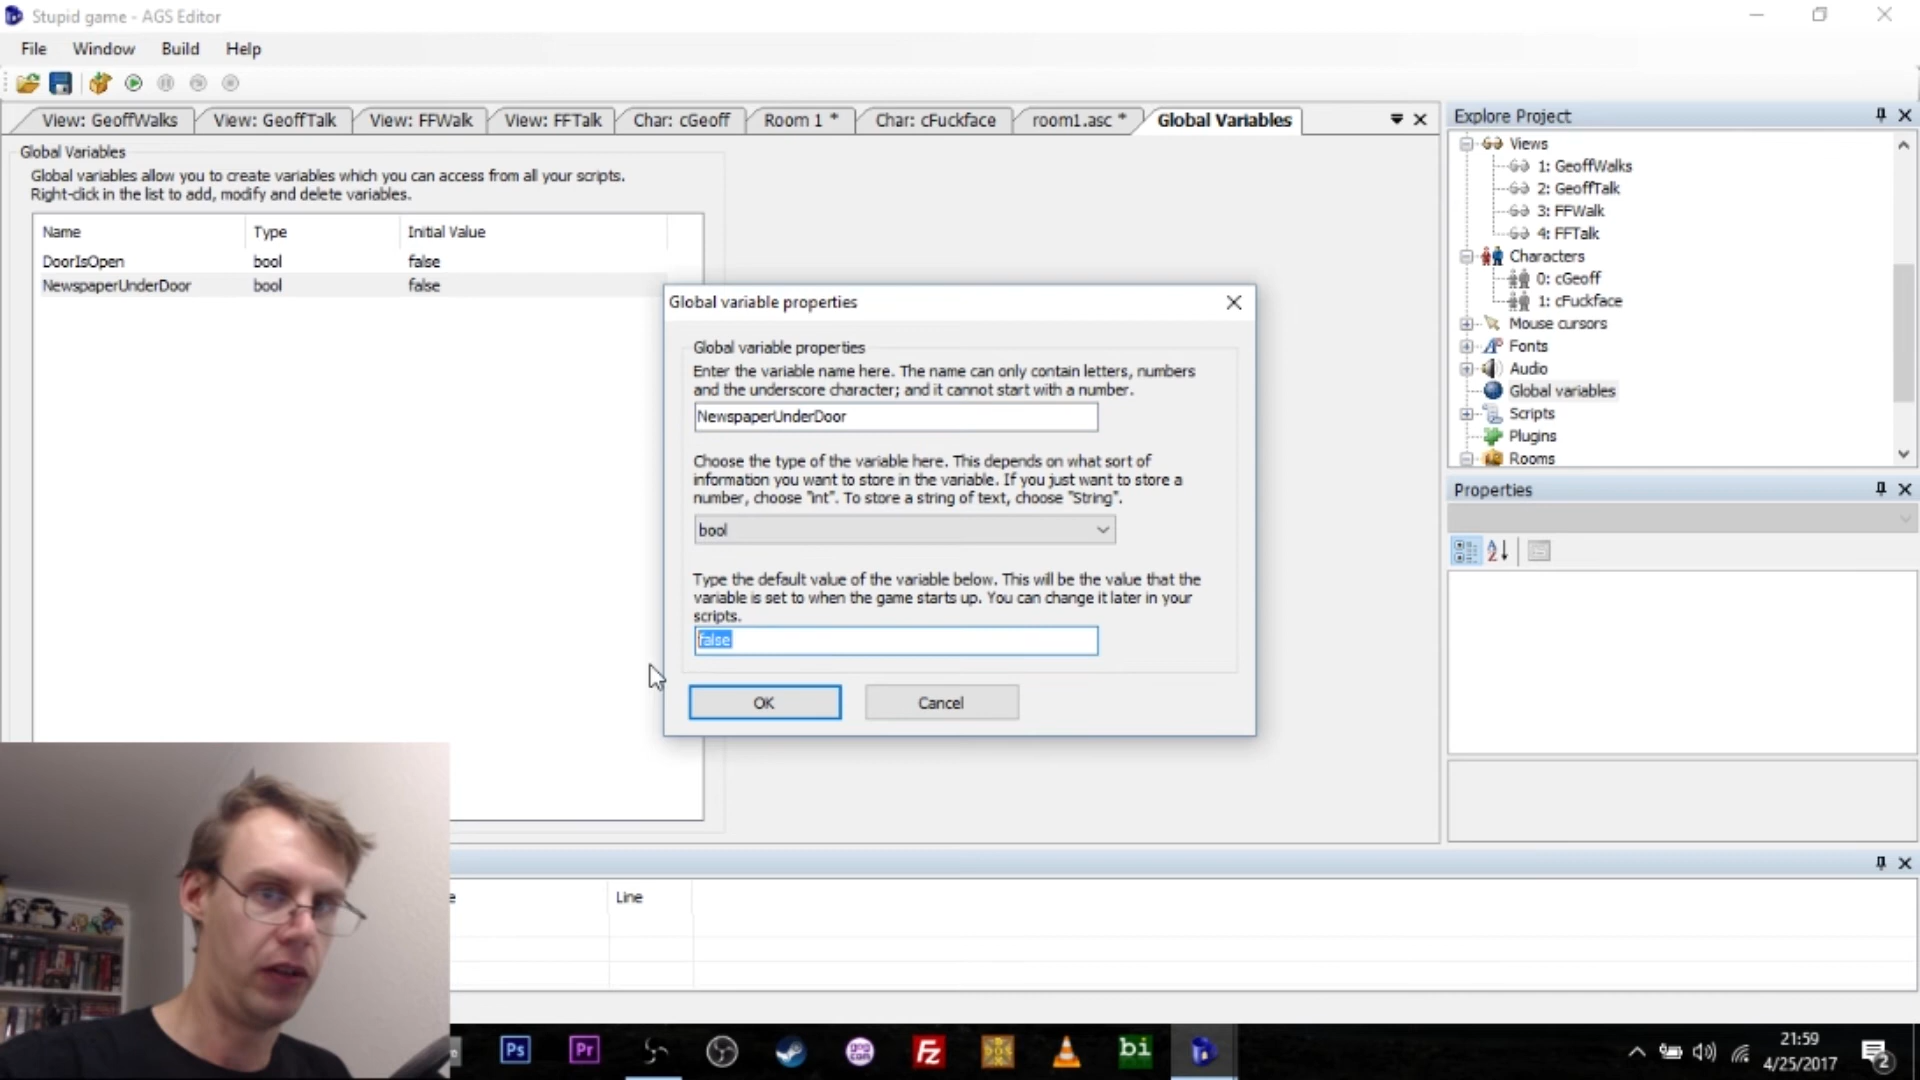 Stupid game - AGS Editor
File Window Build Help
View: GeoffWalks View: GeoffTalk View: FFWalk View: FFTalk Char: cGeoff Room 1 * Char: cFuckface room1.asc * Global Variables
Explore Project
Global Variables
Global variables allow you to create variables which you can access from all your scripts.
Right-click in the list to add, modify and delete variables.
Name Type Initial Value
DoorIsOpen bool false
NewspaperUnderDoor bool false
Global variable properties
Global variable properties
Enter the variable name here. The name can only contain letters, numbers
and the underscore character; and it cannot start with a number.
NewspaperUnderDoor
Choose the type of the variable here. This depends on what sort of
information you want to store in the variable. If you just want to store a
number, choose "int". To store a string of text, choose "String".
bool
Type the default value of the variable below. This will be the value that the
variable is set to when the game starts up. You can change it later in your
scripts.
false
OK Cancel
Views
1: GeoffWalks
2: GeoffTalk
3: FFWalk
4: FFTalk
Characters
0: cGeoff
1: cFuckface
Mouse cursors
Fonts
Audio
Global variables
Scripts
Plugins
Rooms
Properties
Line
Ps Pr gog.com Fz DOS bi
21:59
4/25/2017
2